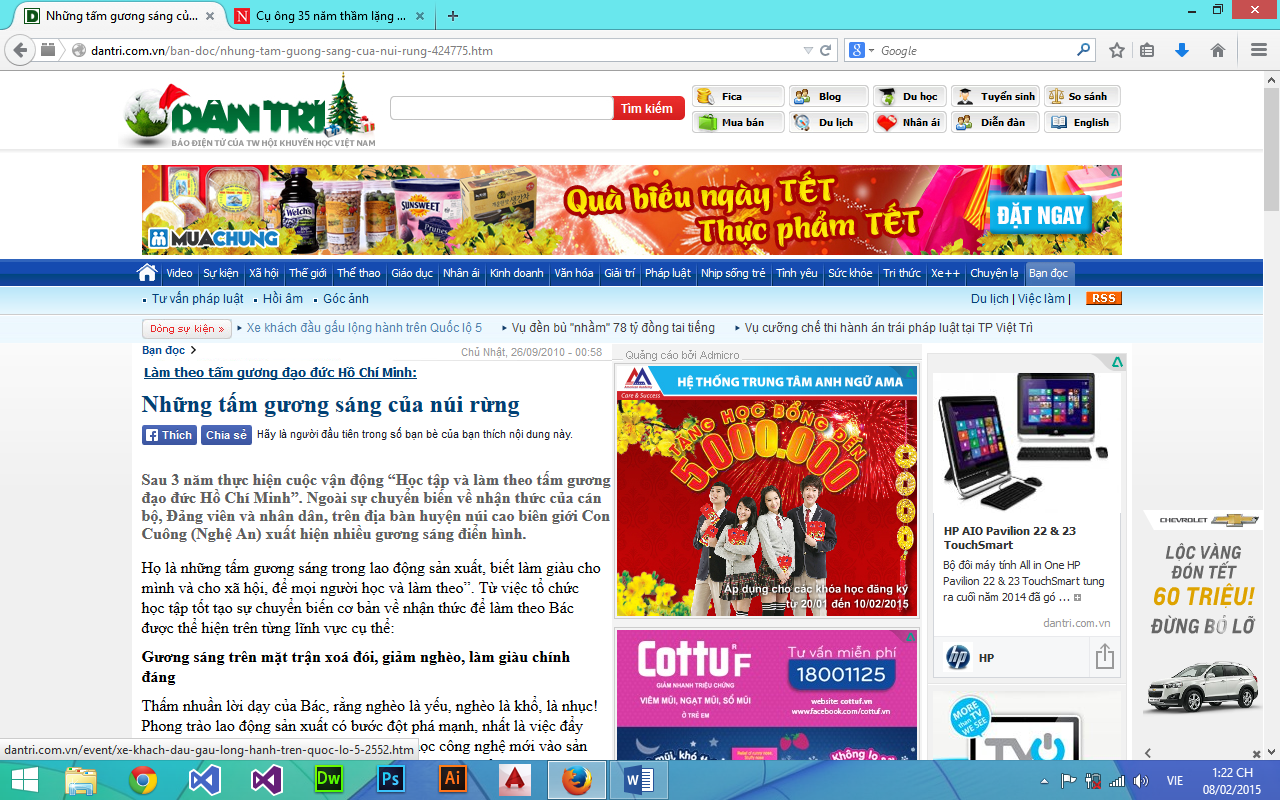 Những tấm gương sáng củ...
Cụ ông 35 năm thầm lặng ...
dantri.com.vn/ban-doc/nhung-tam-guong-sang-cua-nui-rung-424775.htm
Google
DÂN TRÍ
BÁO ĐIỆN TỬ CỦA TW HỘI KHUYẾN HỌC VIỆT NAM
Tìm kiếm
Fica
Blog
Du học
Tuyển sinh
So sánh
Mua bán
Du lịch
Nhân ái
Diễn đàn
English
Welch's
SUNSWEET
Prunes
MUACHUNG
Quà biếu ngày TẾT
Thực phẩm TẾT
ĐẶT NGAY
Video Sự kiện Xã hội Thế giới Thể thao Giáo dục Nhân ái Kinh doanh Văn hóa Giải trí Pháp luật Nhịp sống trẻ Tình yêu Sức khỏe Tri thức Xe++ Chuyện lạ Bạn đọc
Tư vấn pháp luật Hồi âm Góc ảnh
Du lịch | Việc làm |
RSS
Dòng sự kiện »
Xe khách đầu gấu lộng hành trên Quốc lộ 5
Vụ đền bù "nhầm" 78 tỷ đồng tai tiếng
Vụ cưỡng chế thi hành án trái pháp luật tại TP Việt Trì
Bạn đọc
Chủ Nhật, 26/09/2010 - 00:58
Làm theo tấm gương đạo đức Hồ Chí Minh:
Những tấm gương sáng của núi rừng
Thích
Chia sẻ
Hãy là người đầu tiên trong số bạn bè của bạn thích nội dung này.
Sau 3 năm thực hiện cuộc vận động “Học tập và làm theo tấm gương
đạo đức Hồ Chí Minh”. Ngoài sự chuyển biến về nhận thức của cán
bộ, Đảng viên và nhân dân, trên địa bàn huyện núi cao biên giới Con
Cuông (Nghệ An) xuất hiện nhiều gương sáng điển hình.
Họ là những tấm gương sáng trong lao động sản xuất, biết làm giàu cho
mình và cho xã hội, để mọi người học và làm theo”. Từ việc tổ chức
học tập tốt tạo sự chuyển biến cơ bản về nhận thức để làm theo Bác
được thể hiện trên từng lĩnh vực cụ thể:
Gương sáng trên mặt trận xoá đói, giảm nghèo, làm giàu chính
đáng
Thấm nhuần lời dạy của Bác, rằng nghèo là yếu, nghèo là khổ, là nhục!
Phong trào lao động sản xuất có bước đột phá mạnh, nhất là việc đẩy
học công nghệ mới vào sản
dantri.com.vn/event/xe-khach-dau-gau-long-hanh-tren-quoc-lo-5-2552.htm
Quảng cáo bởi Admicro
Care & Success
HỆ THỐNG TRUNG TÂM ANH NGỮ AMA
VÀNG HỌC BỔNG ĐẾN
5.000.000
Áp dụng cho các khóa học đăng ký
từ 20/01 đến 10/02/2015
CottuF
GIẢM NHANH TRIỆU CHỨNG
VIÊM MŨI, NGẠT MŨI, SỔ MŨI
Ở TRẺ EM
Tư vấn miễn phí
18001125
website: cottuf.vn
www.facebook.com/cottuf.vn
HP AIO Pavilion 22 & 23
TouchSmart
Bộ đôi máy tính All in One HP
Pavilion 22 & 23 TouchSmart tung
ra cuối năm 2014 đã gó ...
dantri.com.vn
hp
HP
MORE
than TV
WE SEE
TV
CHEVROLET
LỘC VÀNG
ĐÓN TẾT
60 TRIỆU!
ĐỪNG BỎ LỠ
Dw
Ps
Ai
VIE
1:22 CH
08/02/2015